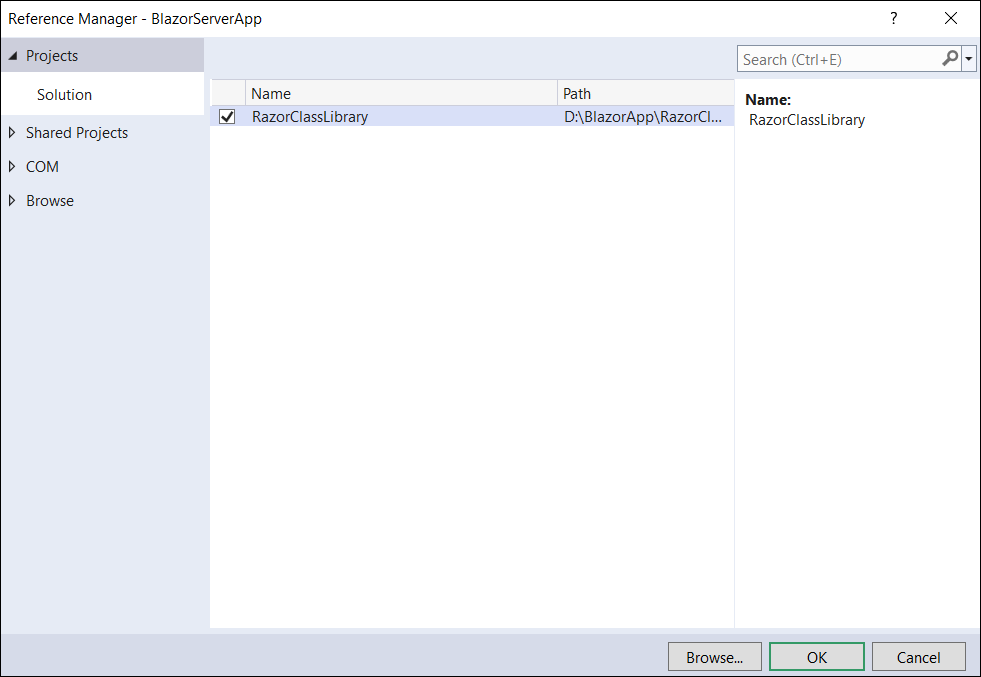 Reference Manager - BlazorServerApp
?
Projects
Search (Ctrl+E)
Solution
Shared Projects
COM
Browse
Name Path
RazorClassLibrary D:\BlazorApp\RazorCl...
Name:
RazorClassLibrary
Browse... OK Cancel